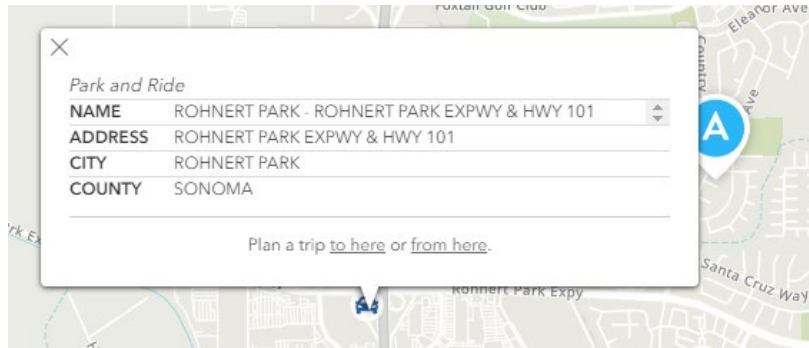 Foxtail Golf Club
Eleanor Ave
Country
Park and Ride
NAME ROHNERT PARK - ROHNERT PARK EXPWY & HWY 101
ADDRESS ROHNERT PARK EXPWY & HWY 101
CITY ROHNERT PARK
COUNTY SONOMA
Plan a trip to here or from here.
A
Ave
Rohnert Park Expy
Santa Cruz Way